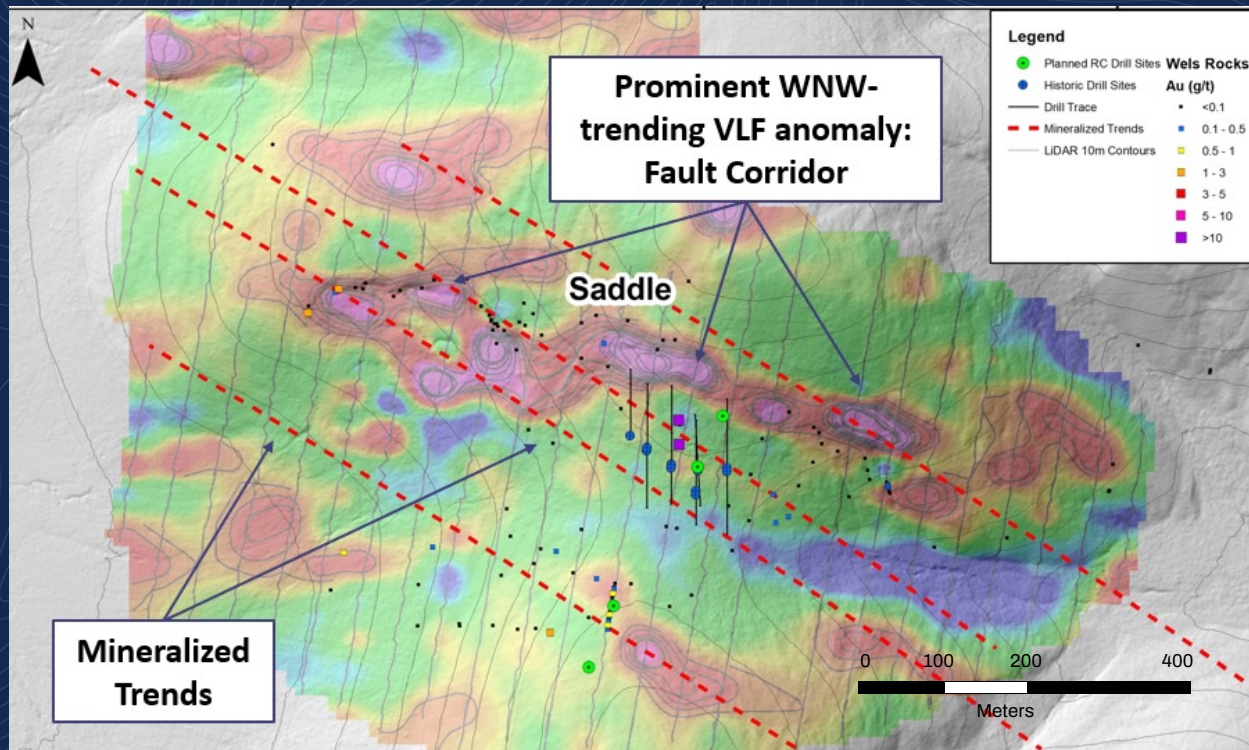 N
Prominent WNW-
trending VLF anomaly:
Fault Corridor
Saddle
Mineralized
Trends
Legend
Planned RC Drill Sites
Historic Drill Sites
Drill Trace
Mineralized Trends
LiDAR 10m Contours
Wels Rocks
Au (g/t)
<0.1
0.1 - 0.5
0.5 - 1
1 - 3
3 - 5
5 - 10
>10
0 100 200 400
Meters